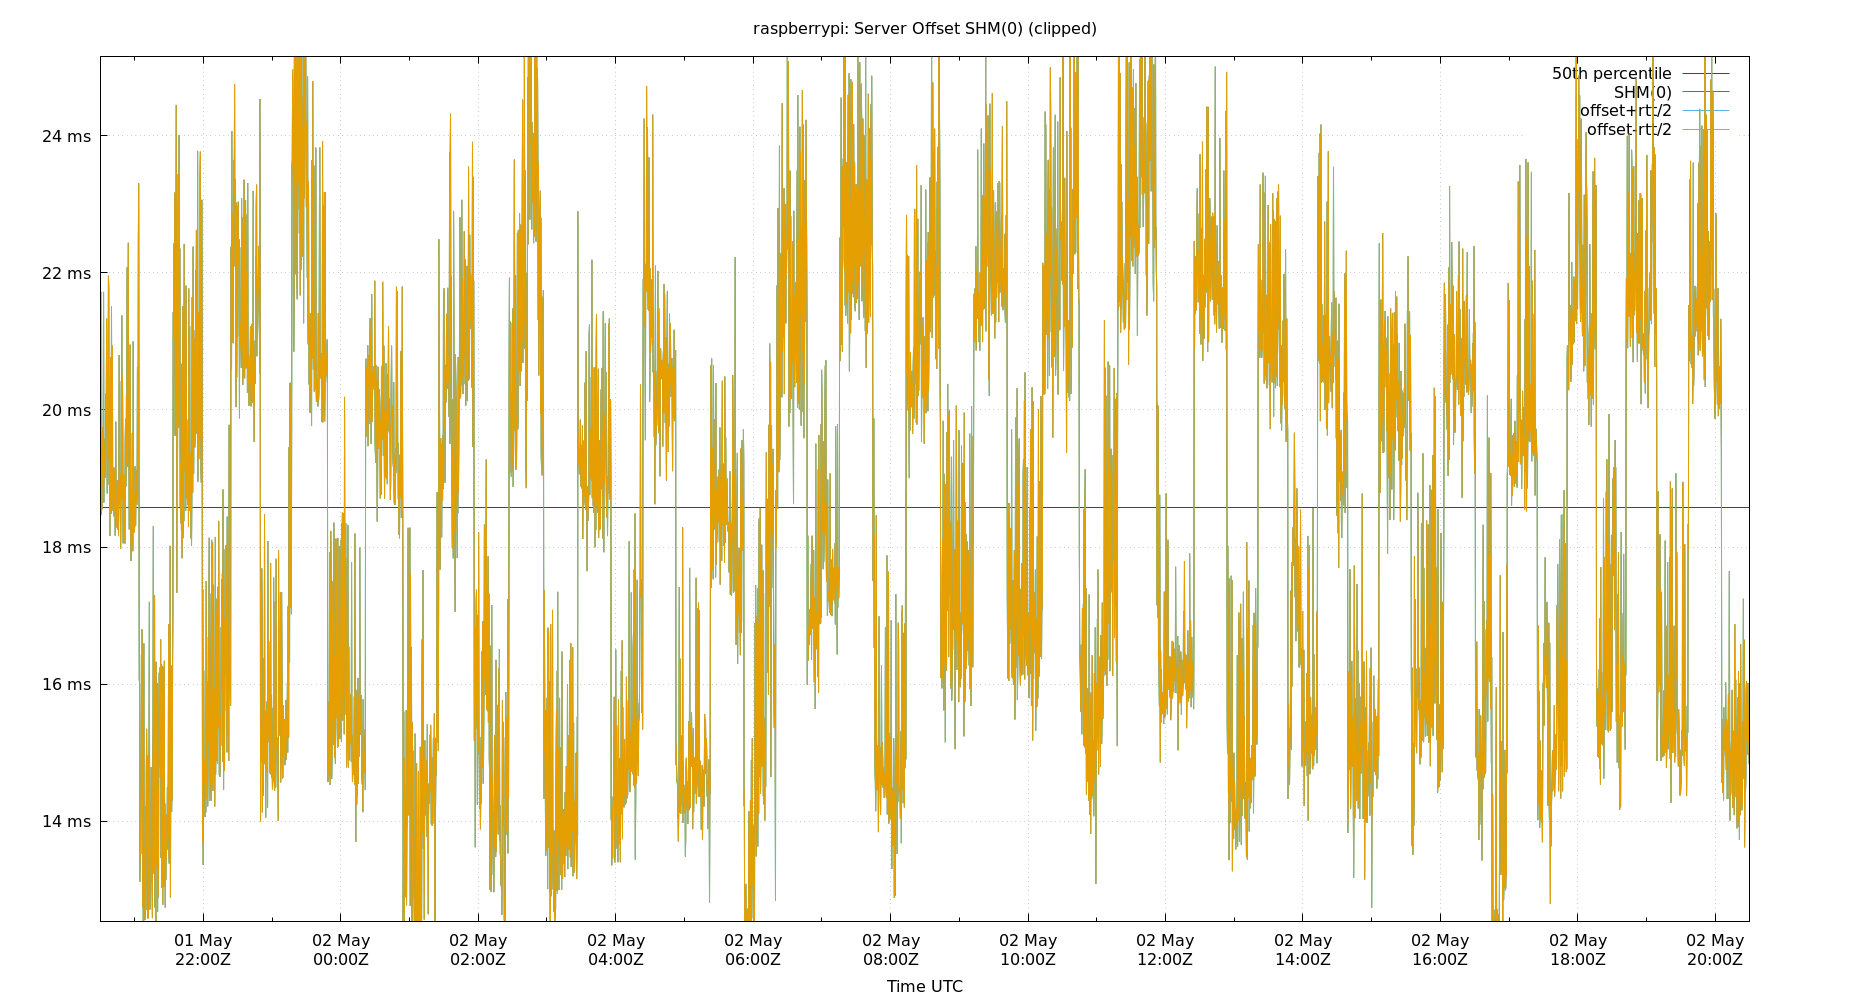 raspberrypi: Server Offset SHM(0) (clipped)
50th percentile
SHM(0)
offset+rtt/2
offset-rtt/2
24 ms
22 ms
20 ms
18 ms
16 ms
14 ms
01 May 02 May 02 May 02 May 02 May 02 May 02 May 02 May 02 May 02 May 02 May 02 May
22:00Z 00:00Z 02:00Z 04:00Z 06:00Z 08:00Z 10:00Z 12:00Z 14:00Z 16:00Z 18:00Z 20:00Z
Time UTC